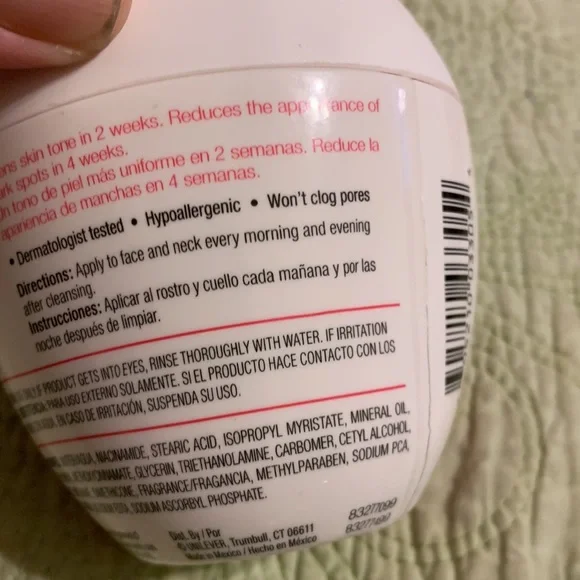 ens skin tone in 2 weeks. Reduces the appearance of
rk spots in 4 weeks.
n tono de piel más uniforme en 2 semanas. Reduce la
apariencia de manchas en 4 semanas.
• Dermatologist tested • Hypoallergenic • Won't clog pores
Directions: Apply to face and neck every morning and evening
after cleansing.
Instrucciones: Aplicar al rostro y cuello cada mañana y por las
noche después de limpiar.
ONLY. IF PRODUCT GETS INTO EYES, RINSE THOROUGHLY WITH WATER. IF IRRITATION
PARA USO EXTERNO SOLAMENTE. SI EL PRODUCTO HACE CONTACTO CON LOS
EN CASO DE IRRITACIÓN, SUSPENDA SU USO.
NIACINAMIDE, STEARIC ACID, ISOPROPYL MYRISTATE, MINERAL OIL,
GLYCERIN, TRIETHANOLAMINE, CARBOMER, CETYL ALCOHOL,
FRAGRANCE/FRAGANCIA, METHYLPARABEN, SODIUM PCA,
SODIUM ASCORBYL PHOSPHATE.
Dist. By / Por
UNILEVER, Trumbull, CT 06611
Made in Mexico / Hecho en México
83277099